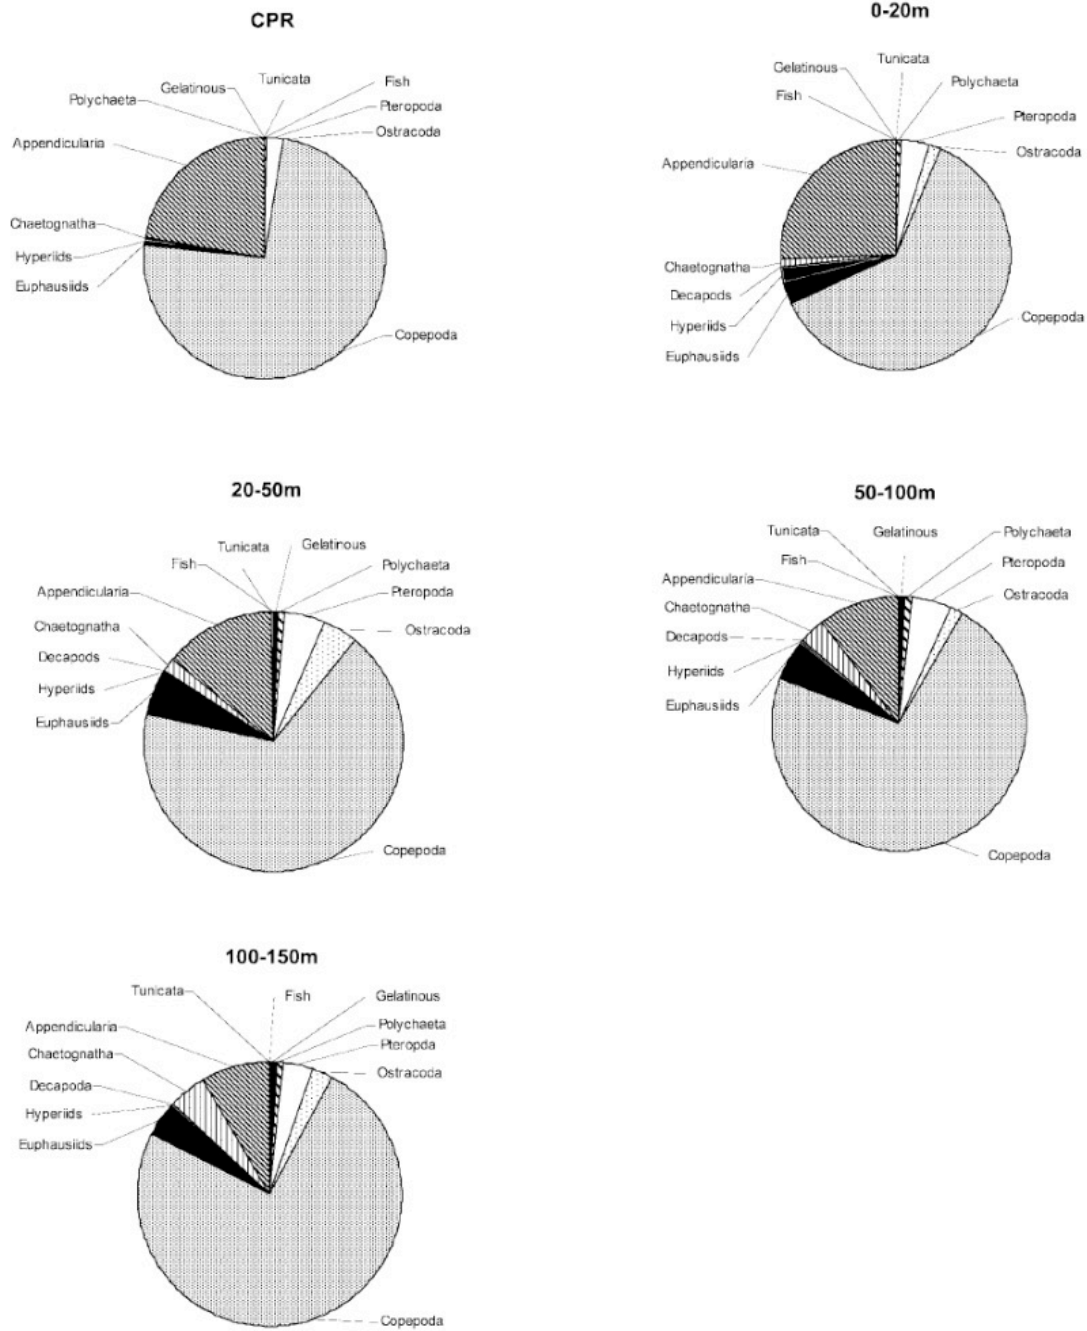 CPR
Tunicata
Fish
Gelatinous
Polychaeta
Pteropoda
Ostracoda
Appendicularia
Chaetognatha
Hyperiids
Euphausiids
Copepoda
0-20m
Tunicata
Gelatinous
Polychaeta
Fish
Pteropoda
Ostracoda
Appendicularia
Chaetognatha
Decapods
Hyperiids
Euphausiids
Copepoda
20-50m
Tunicata
Gelatinous
Fish
Polychaeta
Appendicularia
Pteropoda
Chaetognatha
Ostracoda
Decapods
Hyperiids
Euphausiids
Copepoda
50-100m
Tunicata
Gelatinous
Polychaeta
Fish
Pteropoda
Appendicularia
Ostracoda
Chaetognatha
Decapods
Hyperiids
Euphausiids
Copepoda
100-150m
Tunicata
Fish
Gelatinous
Appendicularia
Polychaeta
Pteropda
Chaetognatha
Ostracoda
Decapoda
Hyperiids
Euphausiids
Copepoda